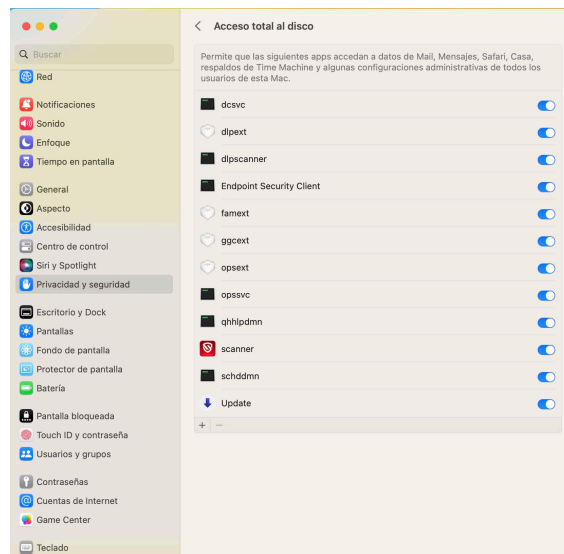 Acceso total al disco
Buscar
Red
Notificaciones
Sonido
Enfoque
Tiempo en pantalla
General
Aspecto
Accesibilidad
Centro de control
Siri y Spotlight
Privacidad y seguridad
Escritorio y Dock
Pantallas
Fondo de pantalla
Protector de pantalla
Batería
Pantalla bloqueada
Touch ID y contraseña
Usuarios y grupos
Contraseñas
Cuentas de Internet
Game Center
Teclado
Permite que las siguientes apps accedan a datos de Mail, Mensajes, Safari, Casa,
respaldos de Time Machine y algunas configuraciones administrativas de todos los
usuarios de esta Mac.
dcsvc
dlpext
dlpscanner
Endpoint Security Client
famext
ggcext
opsext
opssvc
qhhlpdmn
scanner
schddmn
Update